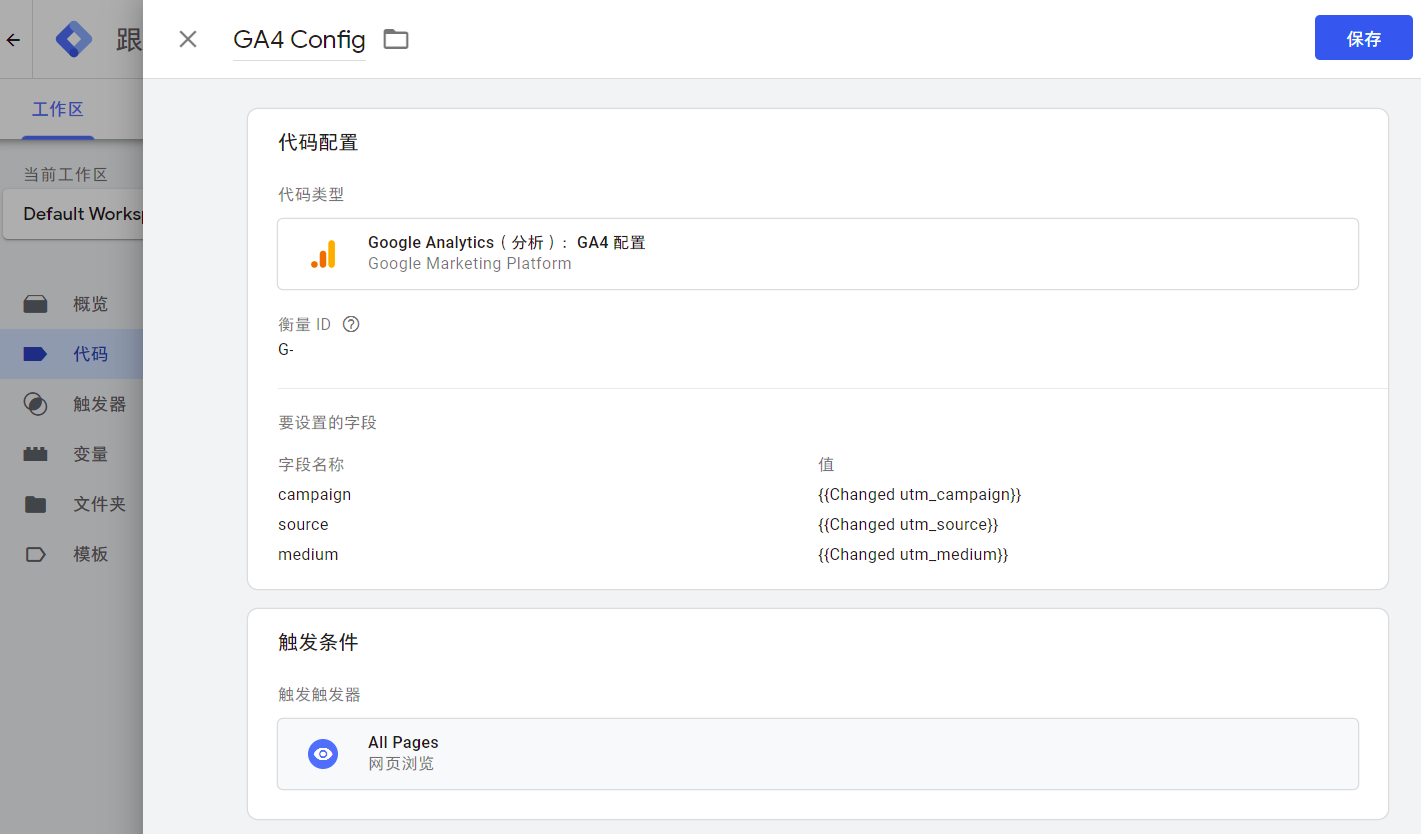 跟
GA4 Config
保存
工作区
当前工作区
Default Worksp
概览
代码
触发器
变量
文件夹
模板
代码配置
代码类型
Google Analytics（分析）：GA4 配置
Google Marketing Platform
衡量 ID
G-
要设置的字段
字段名称 值
campaign {{Changed utm_campaign}}
source {{Changed utm_source}}
medium {{Changed utm_medium}}
触发条件
触发触发器
All Pages
网页浏览